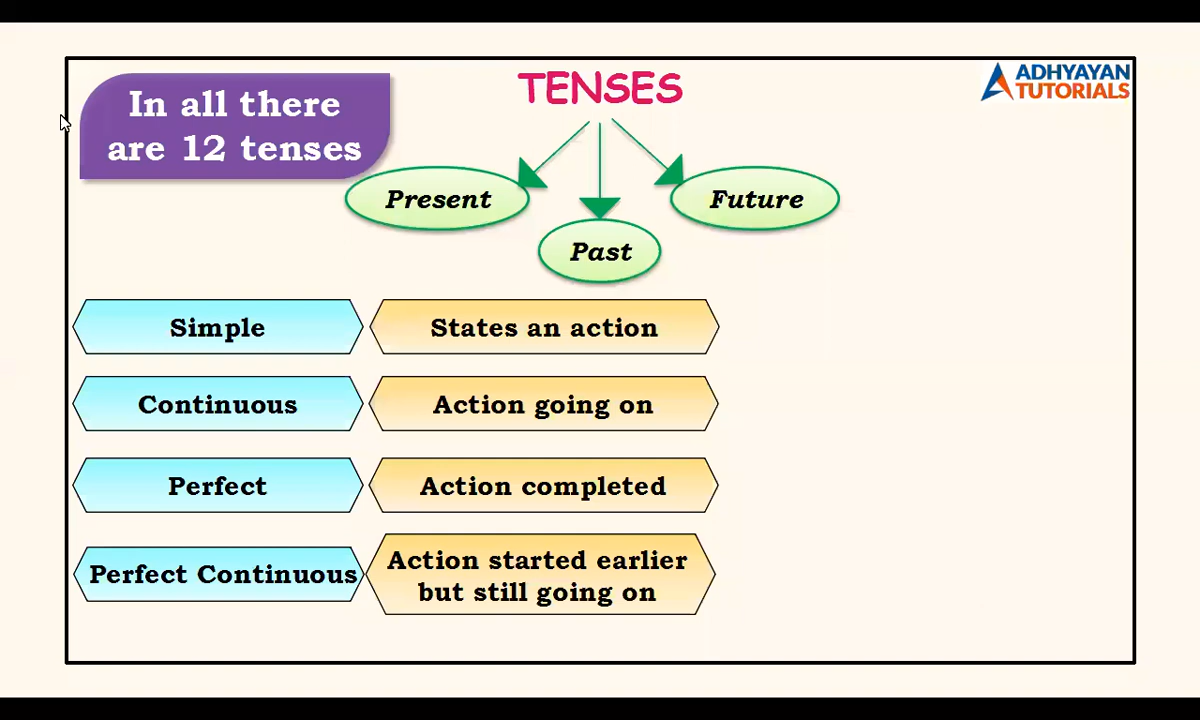 In all there
are 12 tenses
TENSES
ADHYAYAN
TUTORIALS
Present
Past
Future
Simple
States an action
Continuous
Action going on
Perfect
Action completed
Perfect Continuous
Action started earlier
but still going on